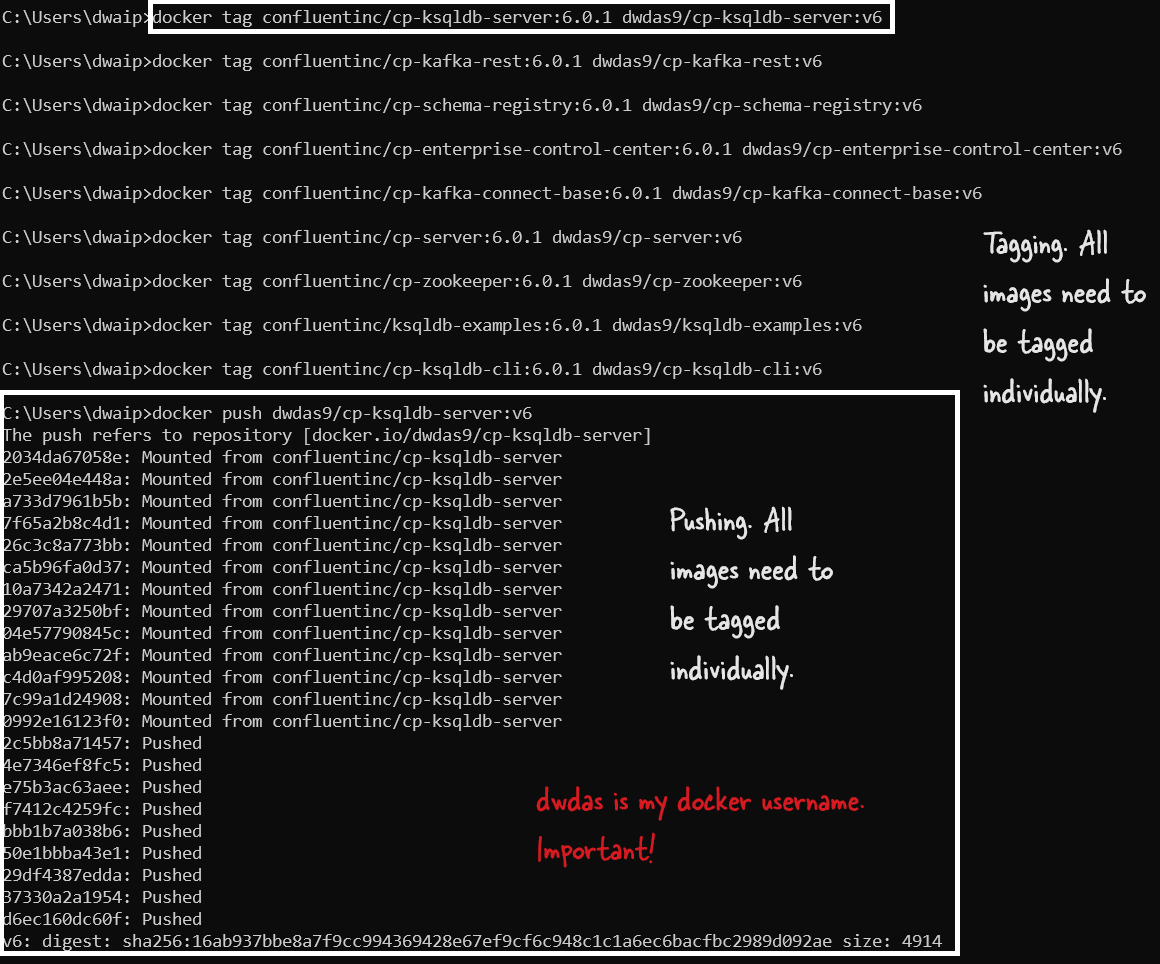 C:\Users\dwaip>docker tag confluentinc/cp-ksqldb-server:6.0.1 dwdas9/cp-ksqldb-server:v6
C:\Users\dwaip>docker tag confluentinc/cp-kafka-rest:6.0.1 dwdas9/cp-kafka-rest:v6
C:\Users\dwaip>docker tag confluentinc/cp-schema-registry:6.0.1 dwdas9/cp-schema-registry:v6
C:\Users\dwaip>docker tag confluentinc/cp-enterprise-control-center:6.0.1 dwdas9/cp-enterprise-control-center:v6
C:\Users\dwaip>docker tag confluentinc/cp-kafka-connect-base:6.0.1 dwdas9/cp-kafka-connect-base:v6
C:\Users\dwaip>docker tag confluentinc/cp-server:6.0.1 dwdas9/cp-server:v6
C:\Users\dwaip>docker tag confluentinc/cp-zookeeper:6.0.1 dwdas9/cp-zookeeper:v6
C:\Users\dwaip>docker tag confluentinc/ksqldb-examples:6.0.1 dwdas9/ksqldb-examples:v6
C:\Users\dwaip>docker tag confluentinc/cp-ksqldb-cli:6.0.1 dwdas9/cp-ksqldb-cli:v6
Tagging. All
images need to
be tagged
individually.
C:\Users\dwaip>docker push dwdas9/cp-ksqldb-server:v6
The push refers to repository [docker.io/dwdas9/cp-ksqldb-server]
2034da67058e: Mounted from confluentinc/cp-ksqldb-server
2e5ee04e448a: Mounted from confluentinc/cp-ksqldb-server
a733d7961b5b: Mounted from confluentinc/cp-ksqldb-server
7f65a2b8c4d1: Mounted from confluentinc/cp-ksqldb-server
26c3c8a773bb: Mounted from confluentinc/cp-ksqldb-server
ca5b96fa0d37: Mounted from confluentinc/cp-ksqldb-server
10a7342a2471: Mounted from confluentinc/cp-ksqldb-server
29707a3250bf: Mounted from confluentinc/cp-ksqldb-server
04e57790845c: Mounted from confluentinc/cp-ksqldb-server
ab9eace6c72f: Mounted from confluentinc/cp-ksqldb-server
c4d0af995208: Mounted from confluentinc/cp-ksqldb-server
7c99a1d24908: Mounted from confluentinc/cp-ksqldb-server
0992e16123f0: Mounted from confluentinc/cp-ksqldb-server
2c5bb8a71457: Pushed
4e7346ef8fc5: Pushed
e75b3ac63aee: Pushed
f7412c4259fc: Pushed
bbb1b7a038b6: Pushed
50e1bbba43e1: Pushed
29df4387edda: Pushed
37330a2a1954: Pushed
d6ec160dc60f: Pushed
v6: digest: sha256:16ab937bbe8a7f9cc994369428e67ef9cf6c948c1c1a6ec6bacfbc2989d092ae size: 4914
Pushing. All
images need to
be tagged
individually.
dwdas is my docker username.
Important!